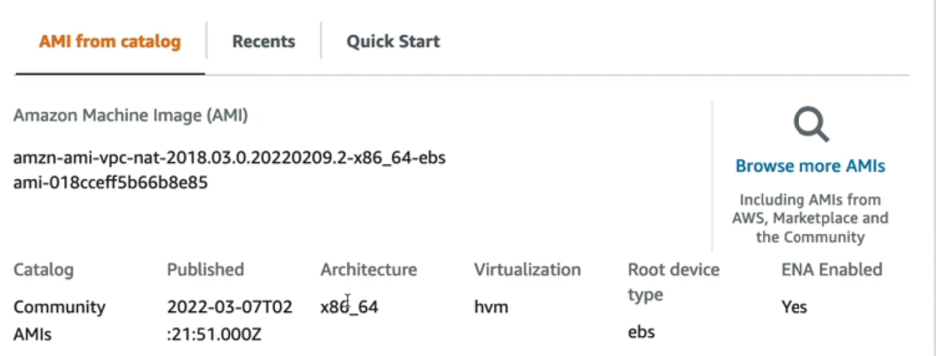 AMI from catalog
Recents
Quick Start
Amazon Machine Image (AMI)
amzn-ami-vpc-nat-2018.03.0.20220209.2-x86_64-ebs
ami-018cceff5b66b8e85
Browse more AMIs
Including AMIs from
AWS, Marketplace and
the Community
Catalog
Community
AMIs
Published
2022-03-07T02
:21:51.000Z
Architecture
x86_64
Virtualization
hvm
Root device
type
ebs
ENA Enabled
Yes